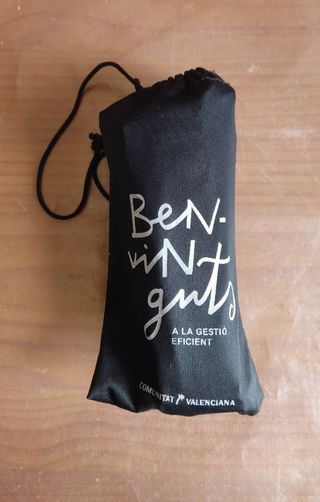 BeN-
viNt
guts
A LA GESTIÓ
EFICIENT
COMUNITAT VALENCIANA